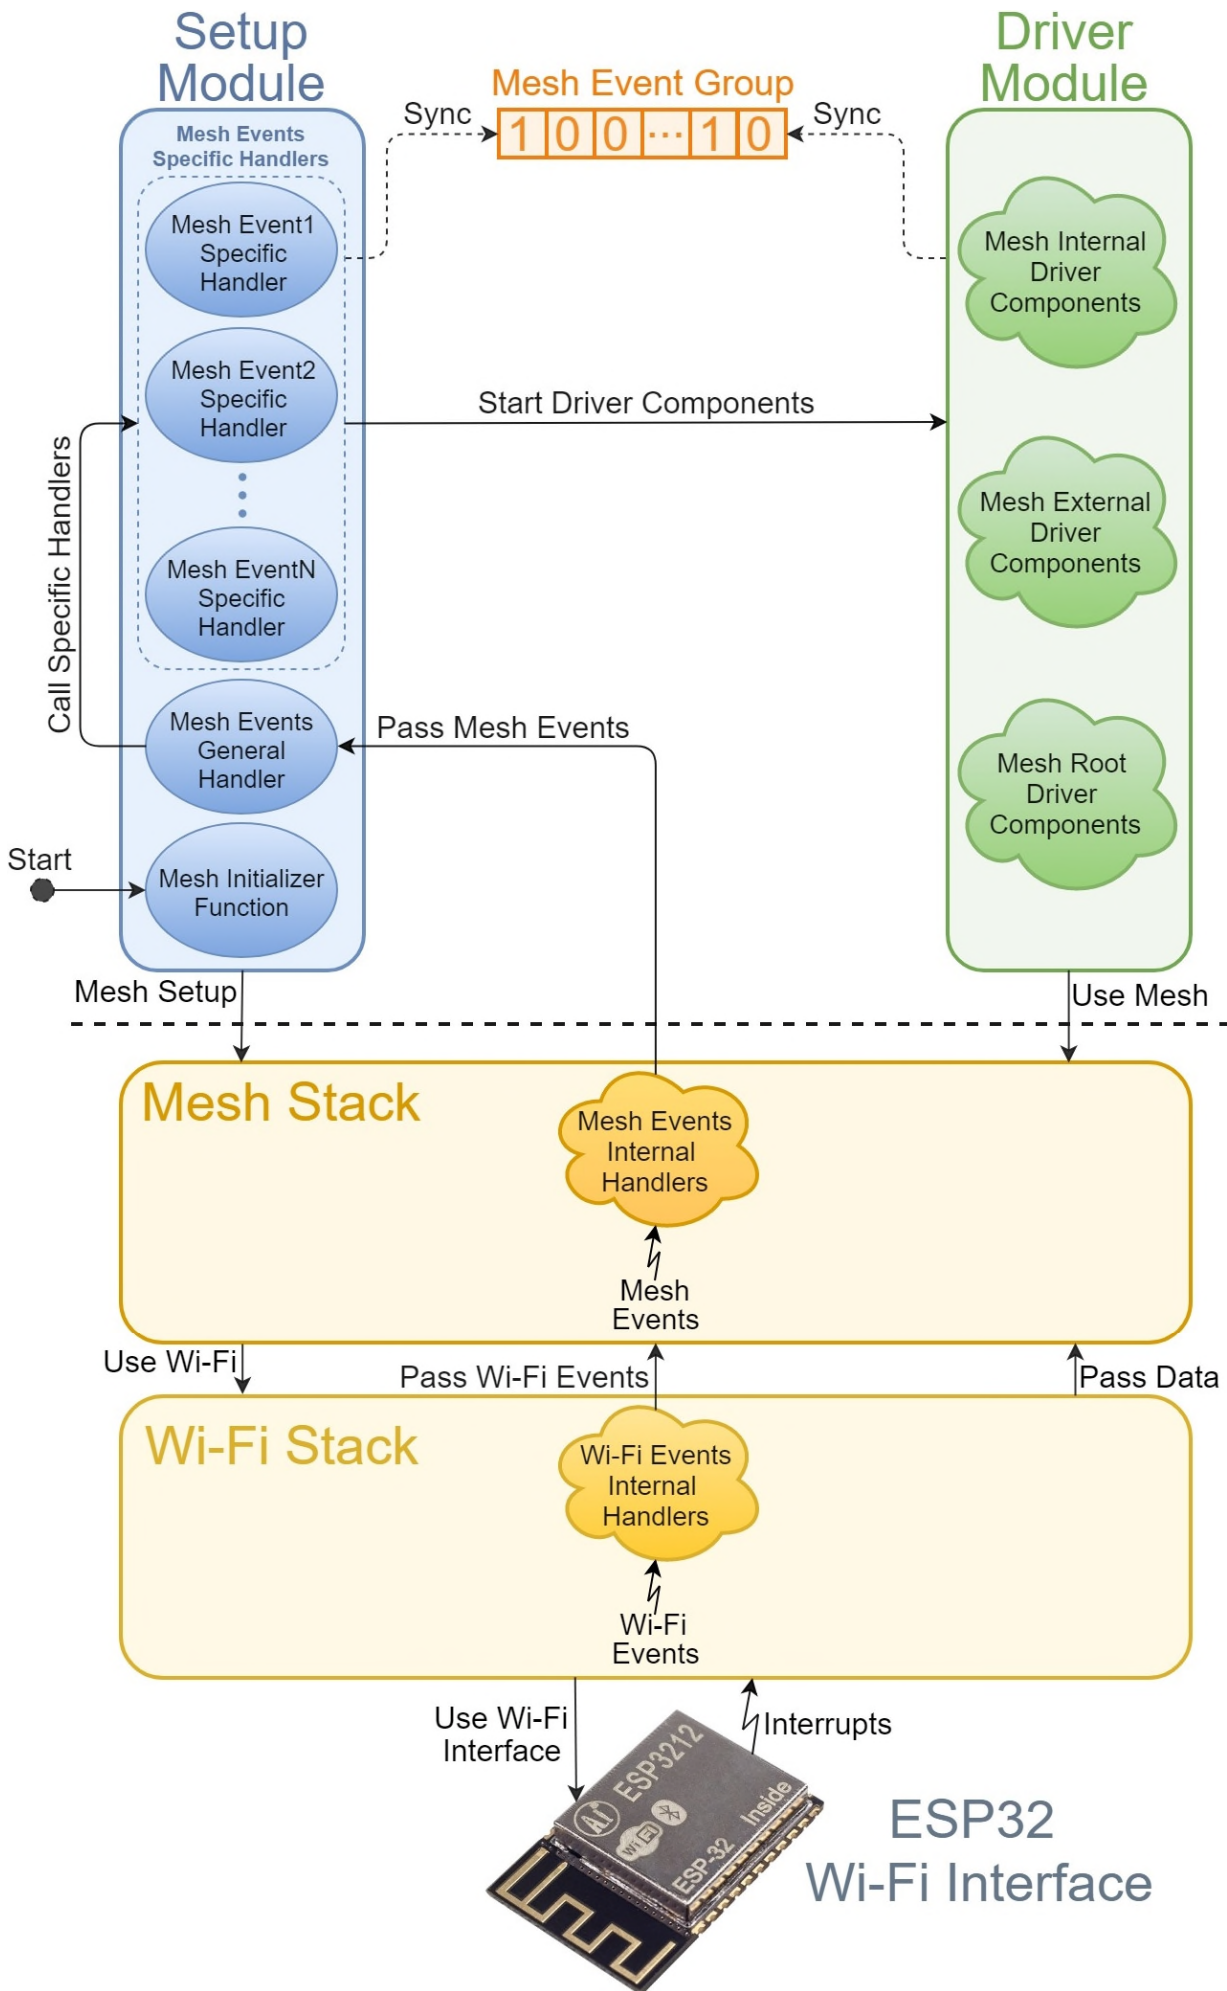 Setup
Module
Driver
Module
Mesh Event Group
Sync
Sync
1 0 0 ... 1 0
Mesh Events
Specific Handlers
Mesh Event1
Specific
Handler
Mesh Internal
Driver
Components
Mesh Event2
Specific
Handler
Start Driver Components
Call Specific Handlers
Mesh External
Driver
Components
Mesh EventN
Specific
Handler
Mesh Events
General
Handler
Pass Mesh Events
Mesh Root
Driver
Components
Start
Mesh Initializer
Function
Mesh Setup
Use Mesh
Mesh Stack
Mesh Events
Internal
Handlers
Mesh
Events
Use Wi-Fi
Pass Wi-Fi Events
Pass Data
Wi-Fi Stack
Wi-Fi Events
Internal
Handlers
Wi-Fi
Events
Use Wi-Fi
Interface
Interrupts
Ai
ESP3212
Wi Fi
ESP-32
Inside
ESP32
Wi-Fi Interface